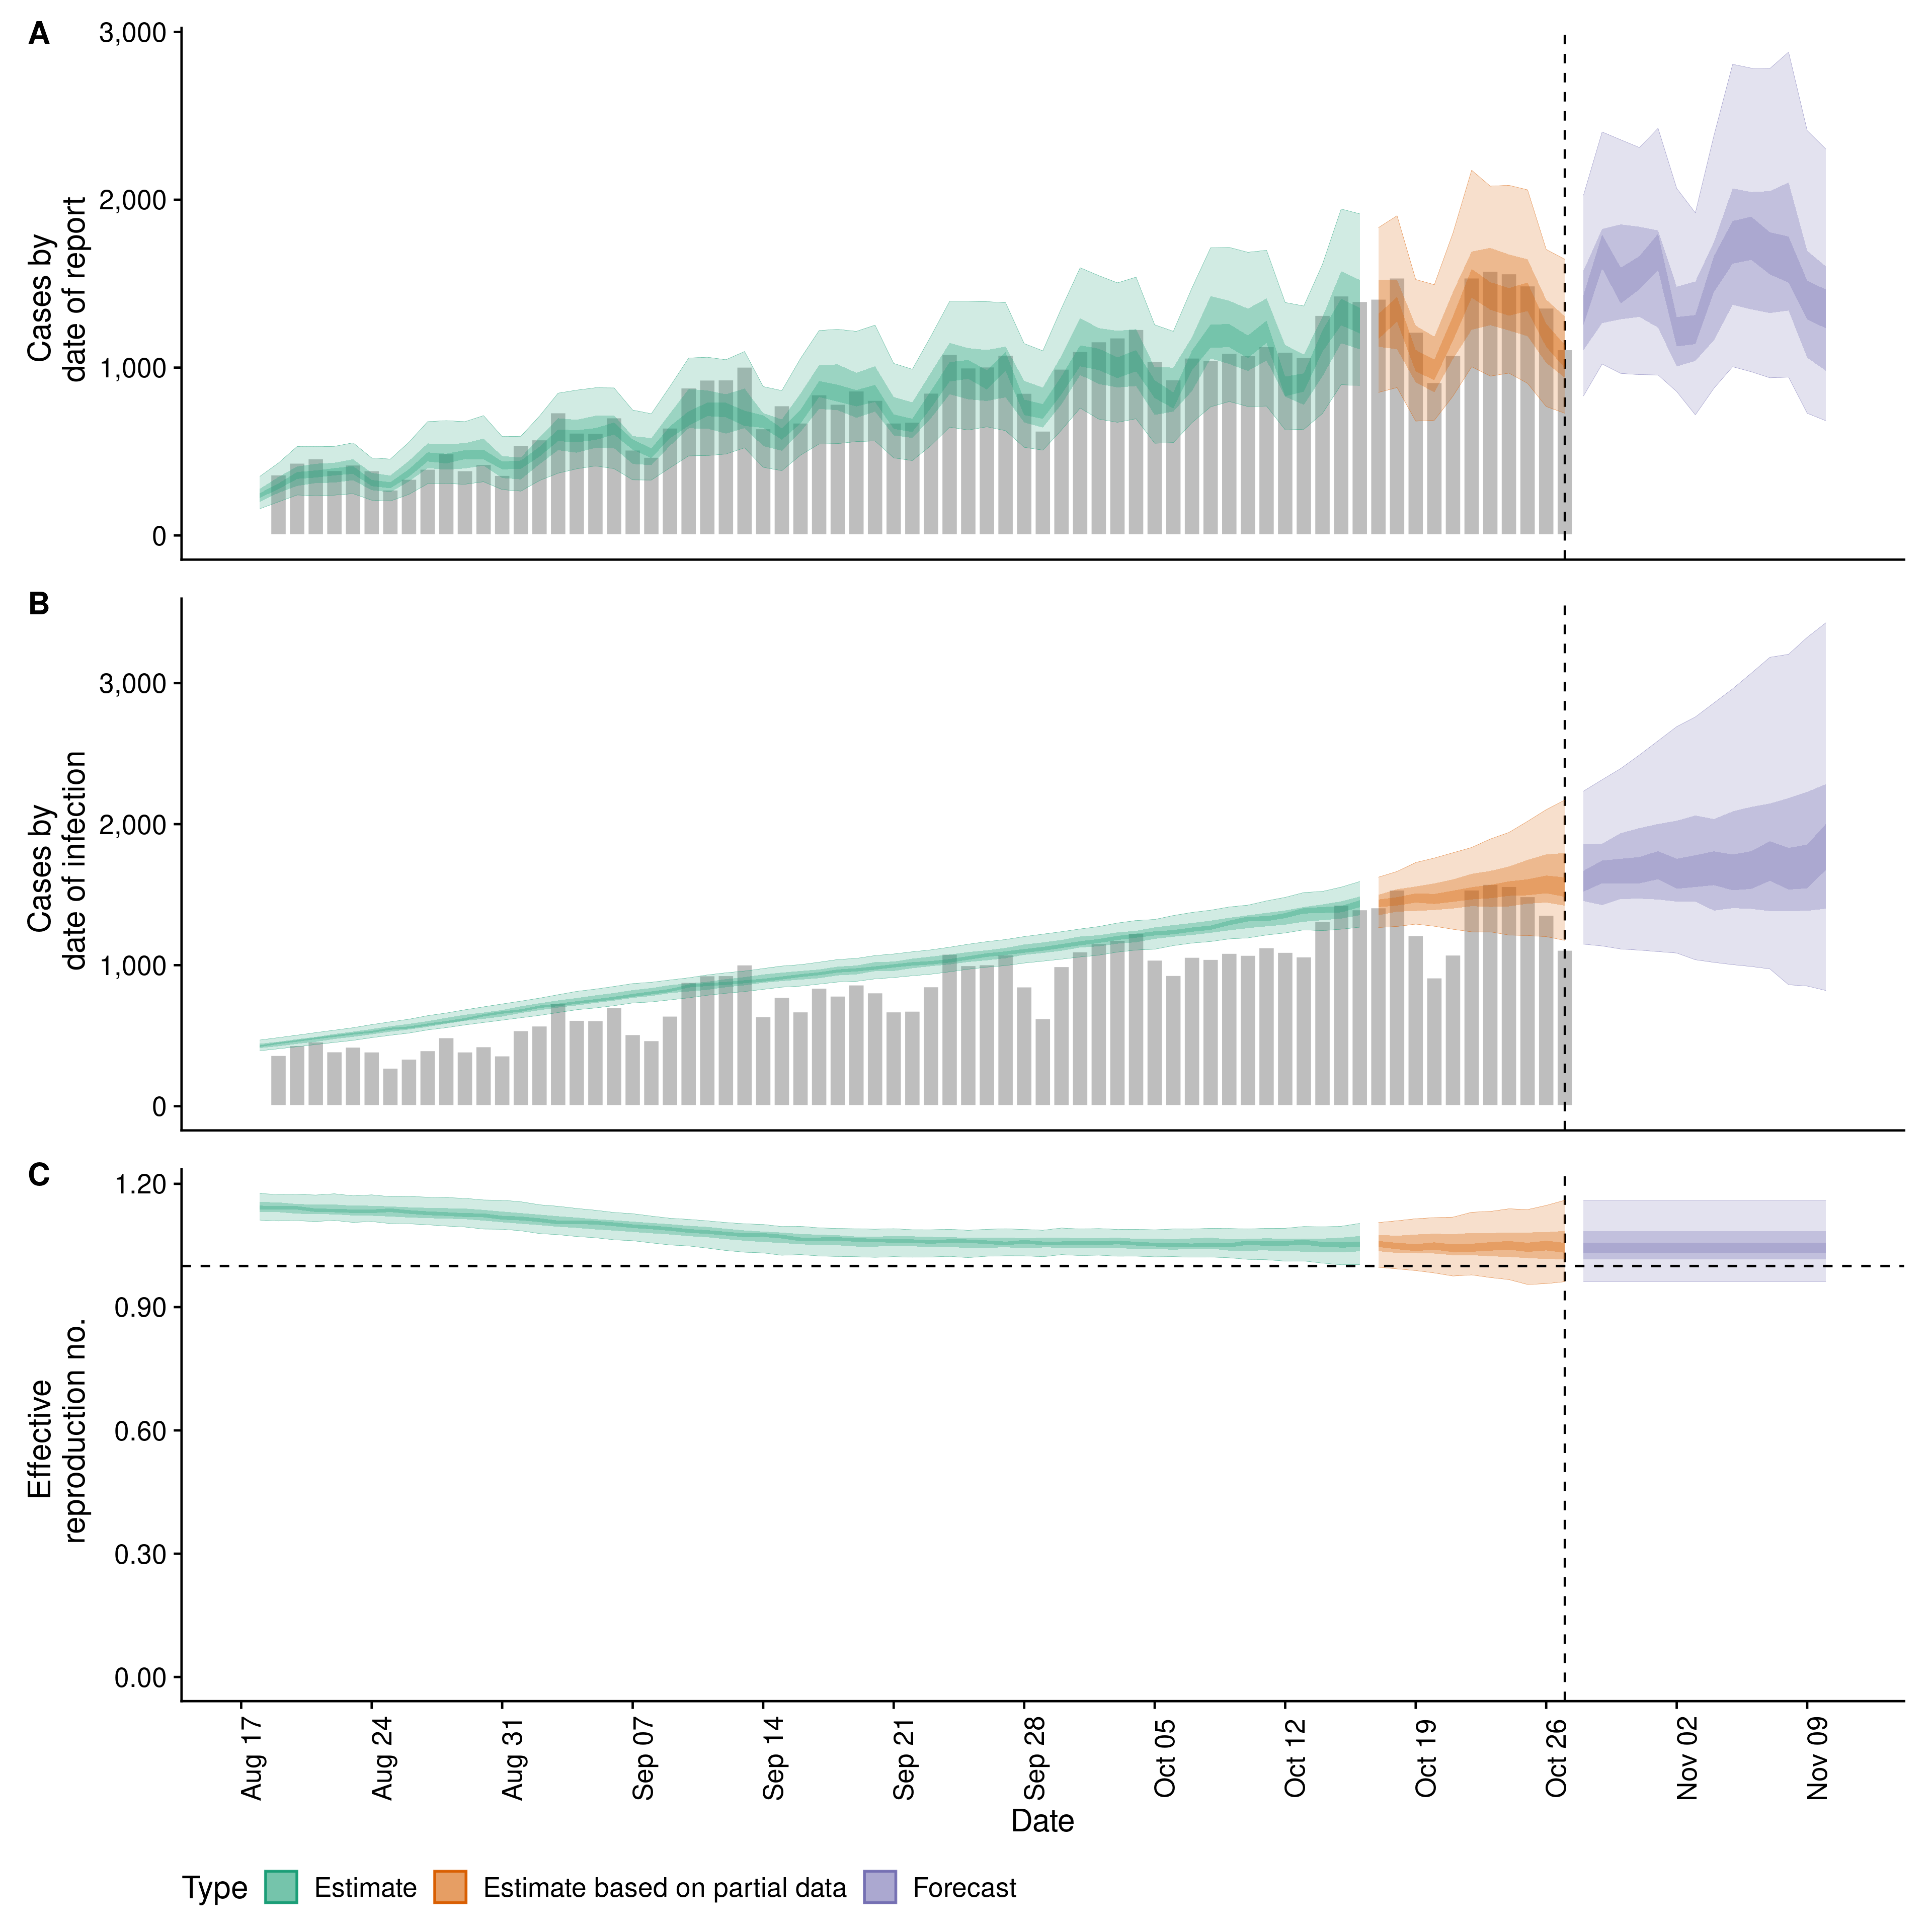 A
3,000
2,000
1,000
0
Cases by
date of report
B
3,000
2,000
1,000
0
Cases by
date of infection
C
1.20
0.90
0.60
0.30
0.00
Effective
reproduction no.
Aug 17
Aug 24
Aug 31
Sep 07
Sep 14
Sep 21
Sep 28
Oct 05
Oct 12
Oct 19
Oct 26
Nov 02
Nov 09
Date
Type Estimate Estimate based on partial data Forecast